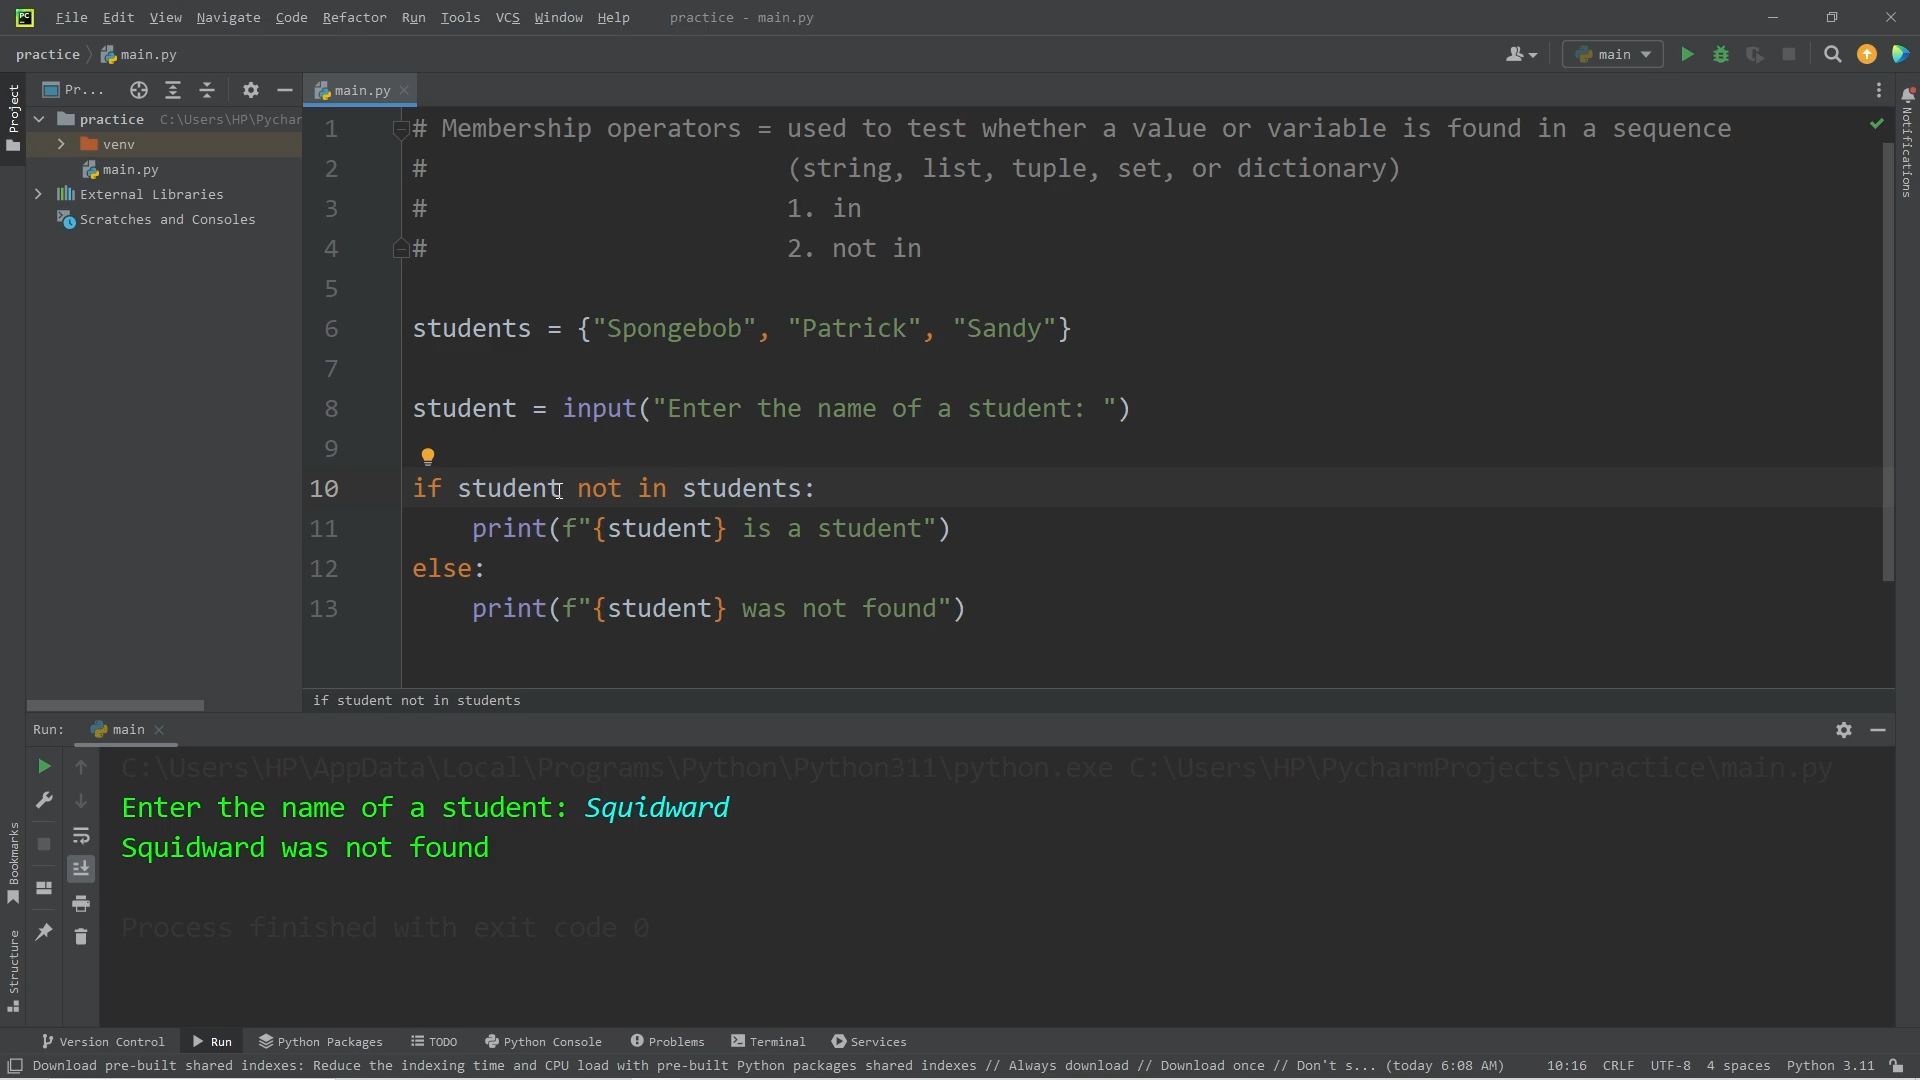 File Edit View Navigate Code Refactor Run Tools VCS Window Help practice - main.py
practice main.py main
Project
Pr...
main.py
Notifications
practice C:\Users\HP\Pychar
venv
main.py
External Libraries
Scratches and Consoles
1 # Membership operators = used to test whether a value or variable is found in a sequence
2 # (string, list, tuple, set, or dictionary)
3 # 1. in
4 # 2. not in
5
6 students = {"Spongebob", "Patrick", "Sandy"}
7
8 student = input("Enter the name of a student: ")
9
10 if student not in students:
11 print(f"{student} is a student")
12 else:
13 print(f"{student} was not found")
if student not in students
Run: main
C:\Users\HP\AppData\Local\Programs\Python\Python311\python.exe C:\Users\HP\PycharmProjects\practice\main.py
Enter the name of a student: Squidward
Squidward was not found
Process finished with exit code 0
Bookmarks
Structure
Version Control Run Python Packages TODO Python Console Problems Terminal Services
Download pre-built shared indexes: Reduce the indexing time and CPU load with pre-built Python packages shared indexes // Always download // Download once // Don't s... (today 6:08 AM) 10:16 CRLF UTF-8 4 spaces Python 3.11